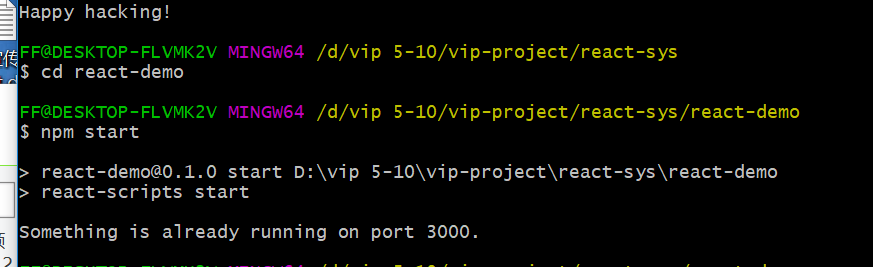 Happy hacking!
FF@DESKTOP-FLVMK2V MINGW64 /d/vip 5-10/vip-project/react-sys
$ cd react-demo
FF@DESKTOP-FLVMK2V MINGW64 /d/vip 5-10/vip-project/react-sys/react-demo
$ npm start
> react-demo@0.1.0 start D:\vip 5-10\vip-project\react-sys\react-demo
> react-scripts start
Something is already running on port 3000.